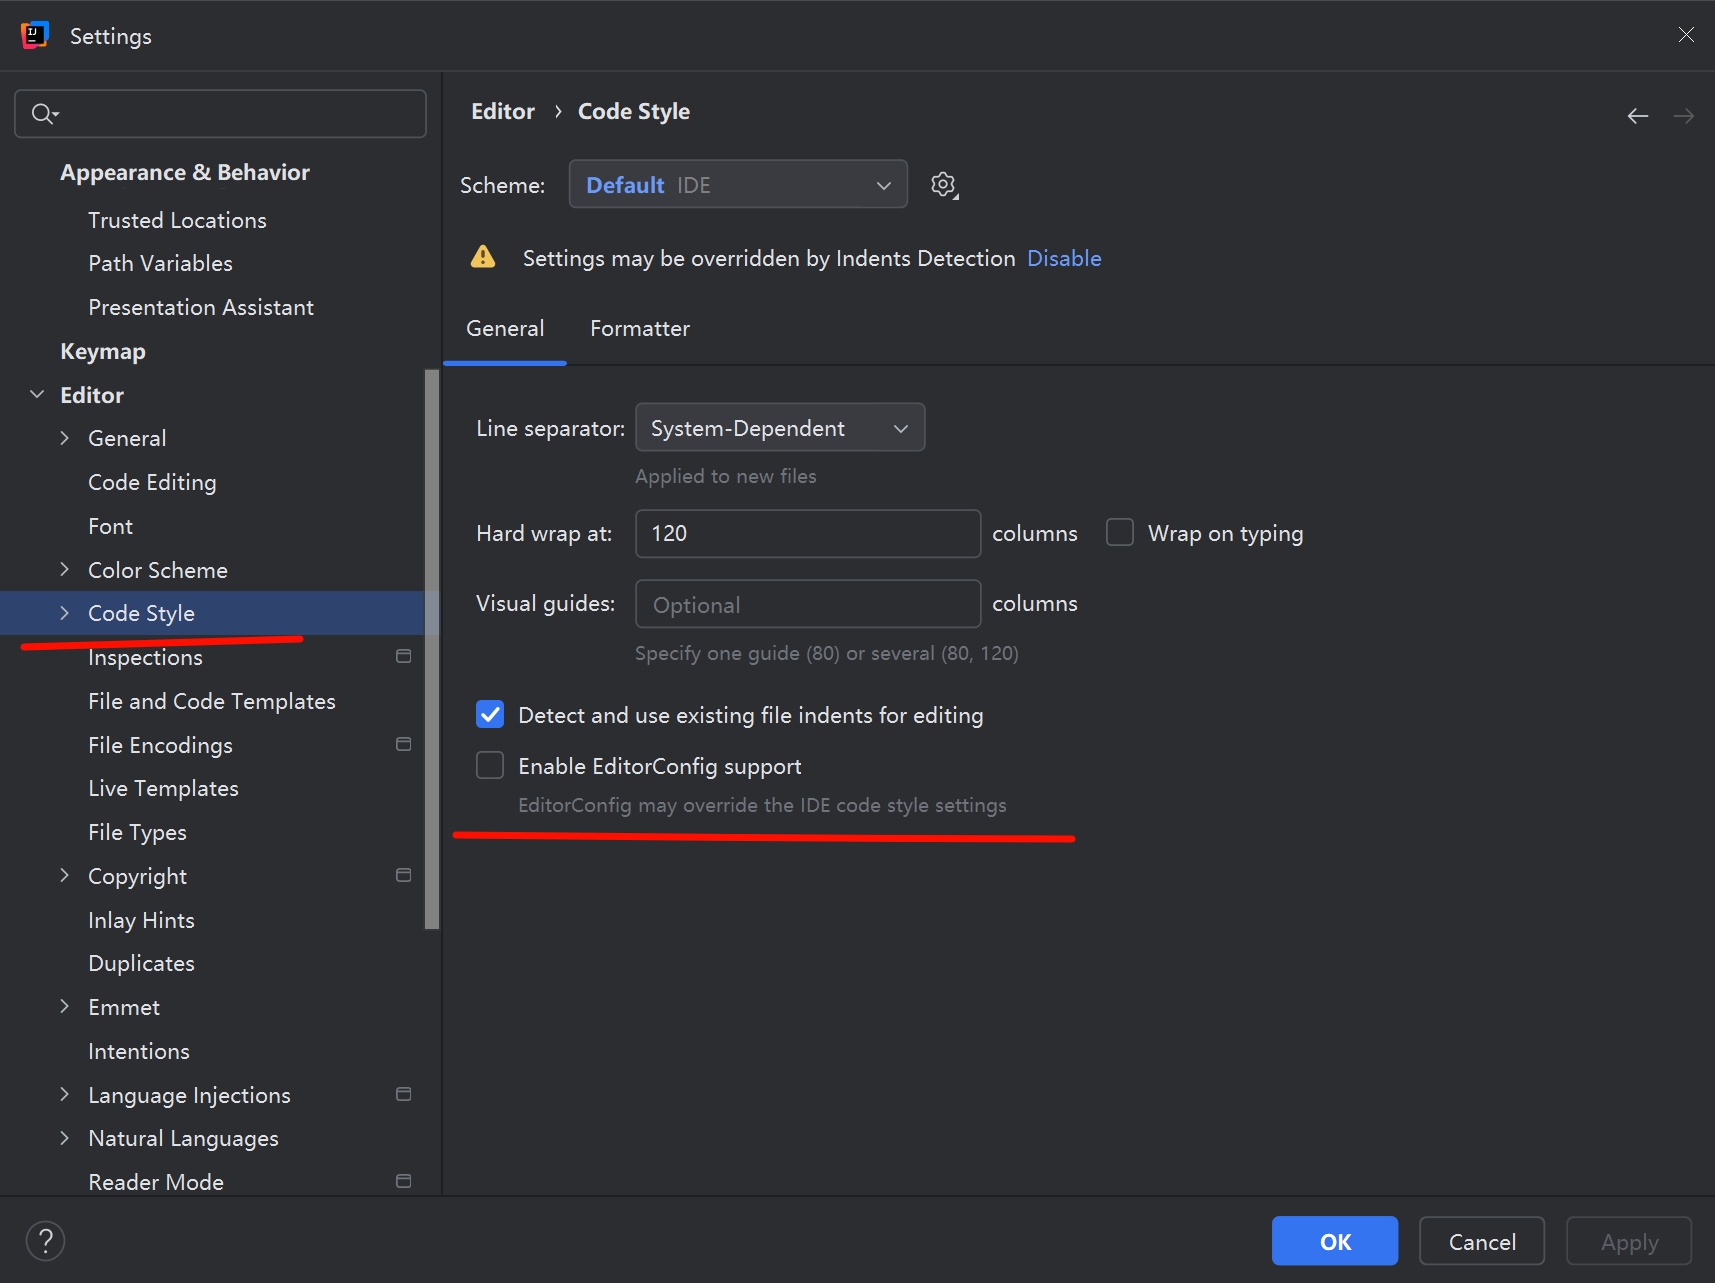 Settings
Appearance & Behavior
Trusted Locations
Path Variables
Presentation Assistant
Keymap
Editor
General
Code Editing
Font
Color Scheme
Code Style
Inspections
File and Code Templates
File Encodings
Live Templates
File Types
Copyright
Inlay Hints
Duplicates
Emmet
Intentions
Language Injections
Natural Languages
Reader Mode
Editor › Code Style
Scheme: Default IDE
Settings may be overridden by Indents Detection Disable
General Formatter
Line separator: System-Dependent
Applied to new files
Hard wrap at: 120 columns Wrap on typing
Visual guides: Optional columns
Specify one guide (80) or several (80, 120)
Detect and use existing file indents for editing
Enable EditorConfig support
EditorConfig may override the IDE code style settings
? OK Cancel Apply